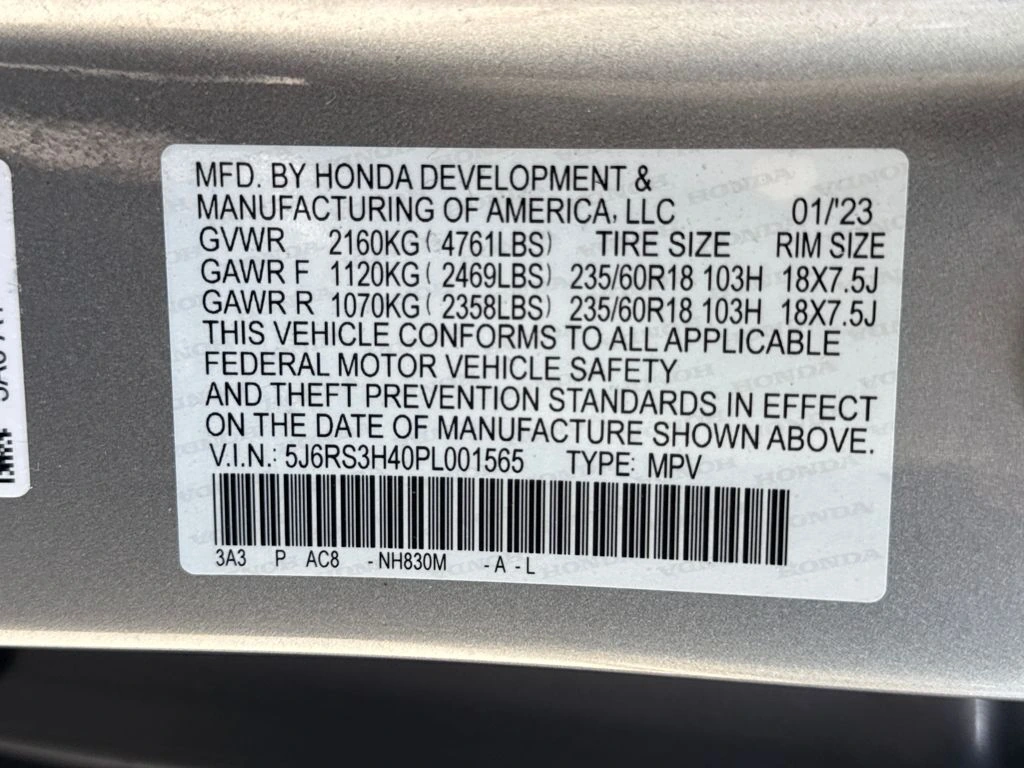 MFD. BY HONDA DEVELOPMENT &
MANUFACTURING OF AMERICA, LLC 01/'23
GVWR 2160KG ( 4761LBS) TIRE SIZE RIM SIZE
GAWR F 1120KG ( 2469LBS) 235/60R18 103H 18X7.5J
GAWR R 1070KG ( 2358LBS) 235/60R18 103H 18X7.5J
THIS VEHICLE CONFORMS TO ALL APPLICABLE
FEDERAL MOTOR VEHICLE SAFETY
AND THEFT PREVENTION STANDARDS IN EFFECT
ON THE DATE OF MANUFACTURE SHOWN ABOVE.
V.I.N.: 5J6RS3H40PL001565 TYPE: MPV
3A3 P AC8 - NH830M - A - L